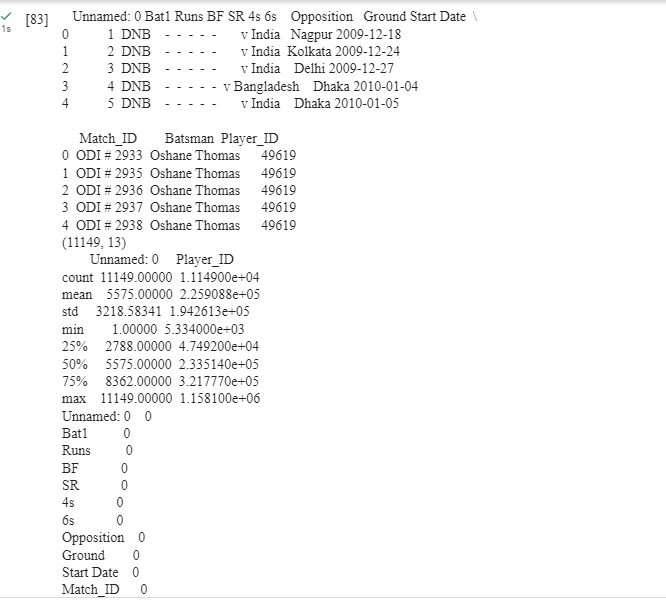 [83] Unnamed: 0 Bat1 Runs BF SR 4s 6s Opposition Ground Start Date \
1s
0 1 DNB - - - - - v India Nagpur 2009-12-18
1 2 DNB - - - - - v India Kolkata 2009-12-24
2 3 DNB - - - - - v India Delhi 2009-12-27
3 4 DNB - - - - - v Bangladesh Dhaka 2010-01-04
4 5 DNB - - - - - v India Dhaka 2010-01-05
Match_ID Batsman Player_ID
0 ODI # 2933 Oshane Thomas 49619
1 ODI # 2935 Oshane Thomas 49619
2 ODI # 2936 Oshane Thomas 49619
3 ODI # 2937 Oshane Thomas 49619
4 ODI # 2938 Oshane Thomas 49619
(11149, 13)
Unnamed: 0 Player_ID
count 11149.00000 1.114900e+04
mean 5575.00000 2.259088e+05
std 3218.58341 1.942613e+05
min 1.00000 5.334000e+03
25% 2788.00000 4.749200e+04
50% 5575.00000 2.335140e+05
75% 8362.00000 3.217770e+05
max 11149.00000 1.158100e+06
Unnamed: 0 0
Bat1 0
Runs 0
BF 0
SR 0
4s 0
6s 0
Opposition 0
Ground 0
Start Date 0
Match_ID 0